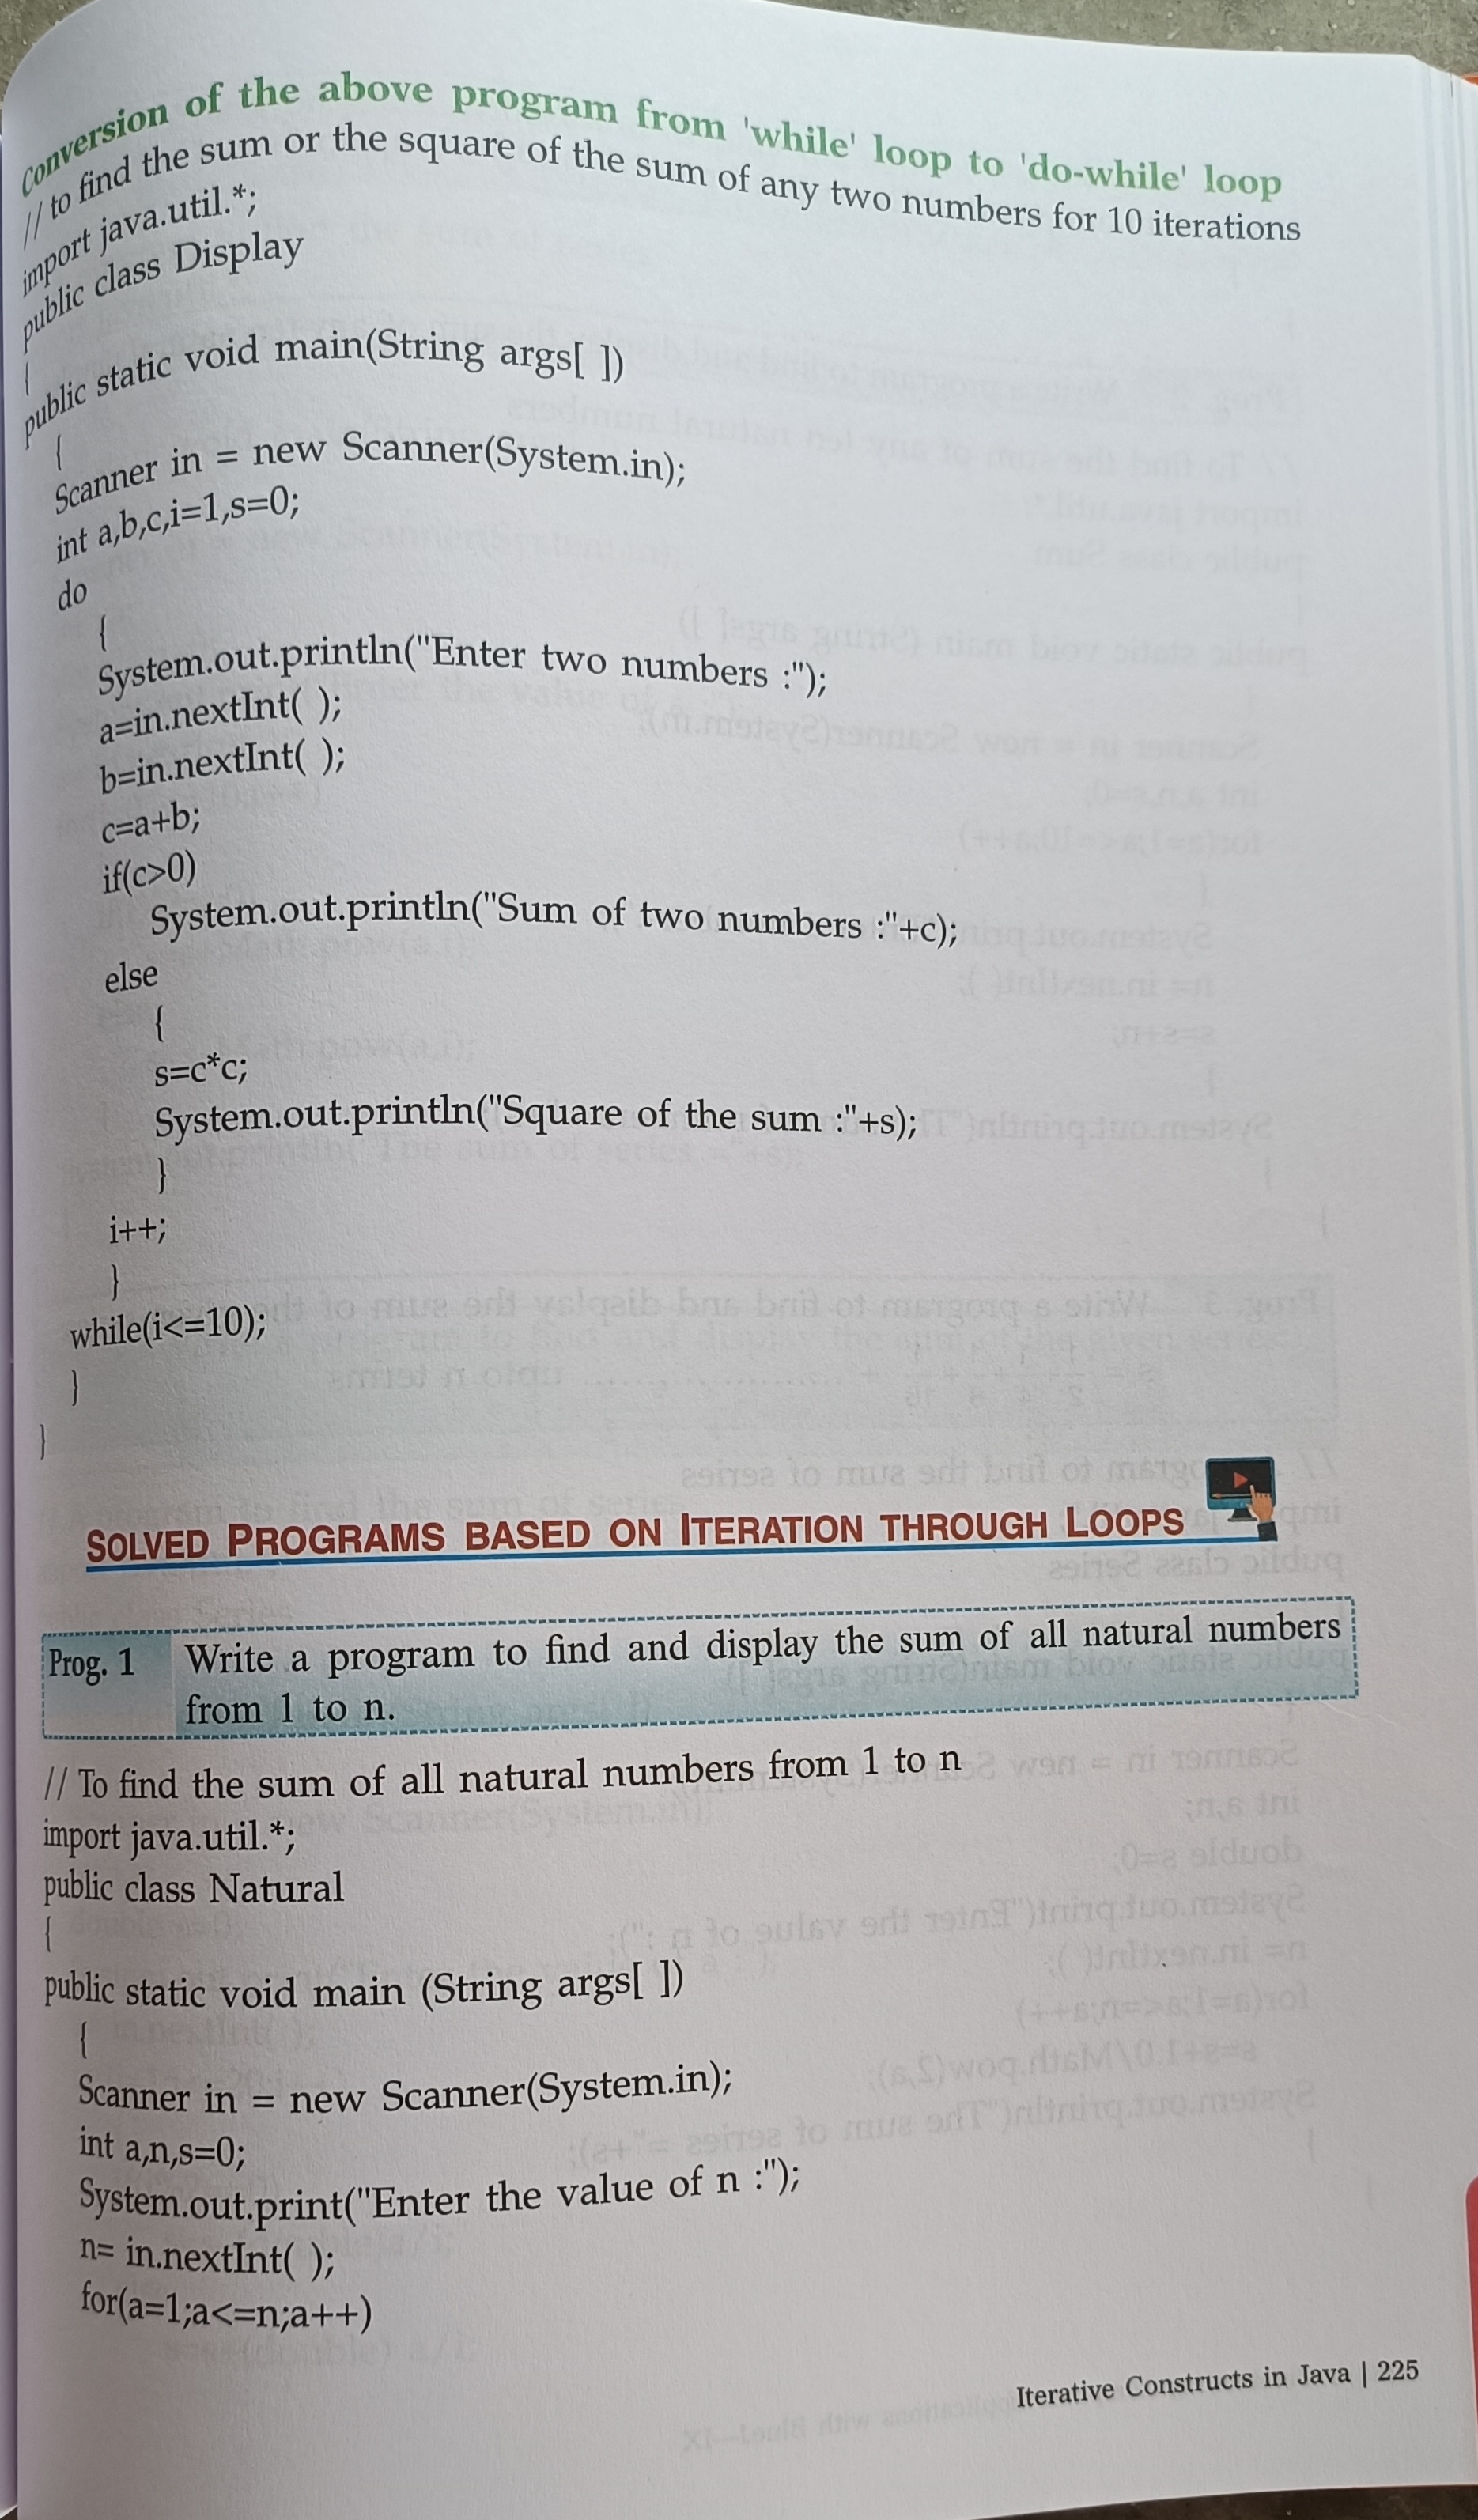 Conversion of the above program from 'while' loop to 'do-while' loop
// to find the sum or the square of the sum of any two numbers for 10 iterations
import java.util.*;
public class Display
{
public static void main(String args[ ])
{
Scanner in = new Scanner(System.in);
int a,b,c,i=1,s=0;
do
{
System.out.println("Enter two numbers :");
a=in.nextInt( );
b=in.nextInt( );
c=a+b;
if(c>0)
System.out.println("Sum of two numbers :"+c);
else
{
s=c*c;
System.out.println("Square of the sum :"+s);
}
i++;
}
while(i<=10);
}
}
SOLVED PROGRAMS BASED ON ITERATION THROUGH LOOPS
Prog. 1 Write a program to find and display the sum of all natural numbers
from 1 to n.
// To find the sum of all natural numbers from 1 to n
import java.util.*;
public class Natural
{
public static void main (String args[ ])
{
Scanner in = new Scanner(System.in);
int a,n,s=0;
System.out.print("Enter the value of n :");
n= in.nextInt( );
for(a=1;a<=n;a++)
Iterative Constructs in Java | 225